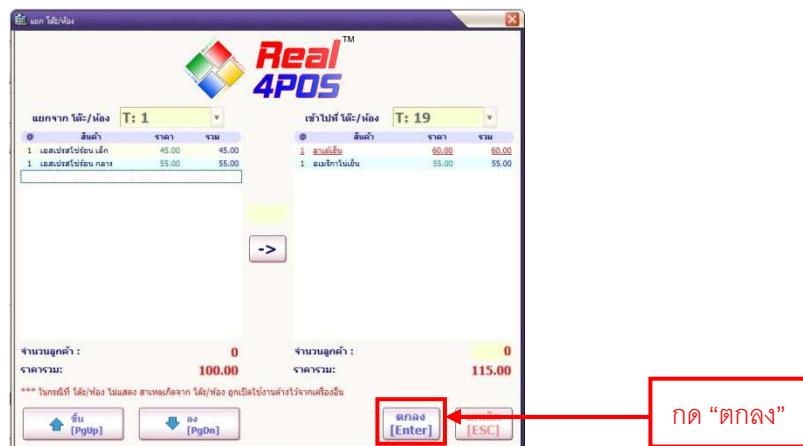 แยก โต๊ะ/ห้อง
Real
TM
4POS
แยกจาก โต๊ะ/ห้อง T: 1
เข้าไปที่ โต๊ะ/ห้อง T: 19
@ สินค้า ราคา รวม
1 เอสเปรสโซ่ร้อน เล็ก 45.00 45.00
1 เอสเปรสโซ่ร้อน กลาง 55.00 55.00
@ สินค้า ราคา รวม
1 ลาเต้เย็น 60.00 60.00
1 อเมริกาโน่เย็น 55.00 55.00
->
จำนวนลูกค้า : 0
ราคารวม: 100.00
จำนวนลูกค้า : 0
ราคารวม: 115.00
*** ในกรณีที่ โต๊ะ/ห้อง ไม่แสดง สาเหตุเกิดจาก โต๊ะ/ห้อง ถูกเปิดใช้งานค้างไว้จากเครื่องอื่น
ขึ้น
[PgUp]
ลง
[PgDn]
ตกลง
[Enter]
[ESC]
กด “ตกลง”